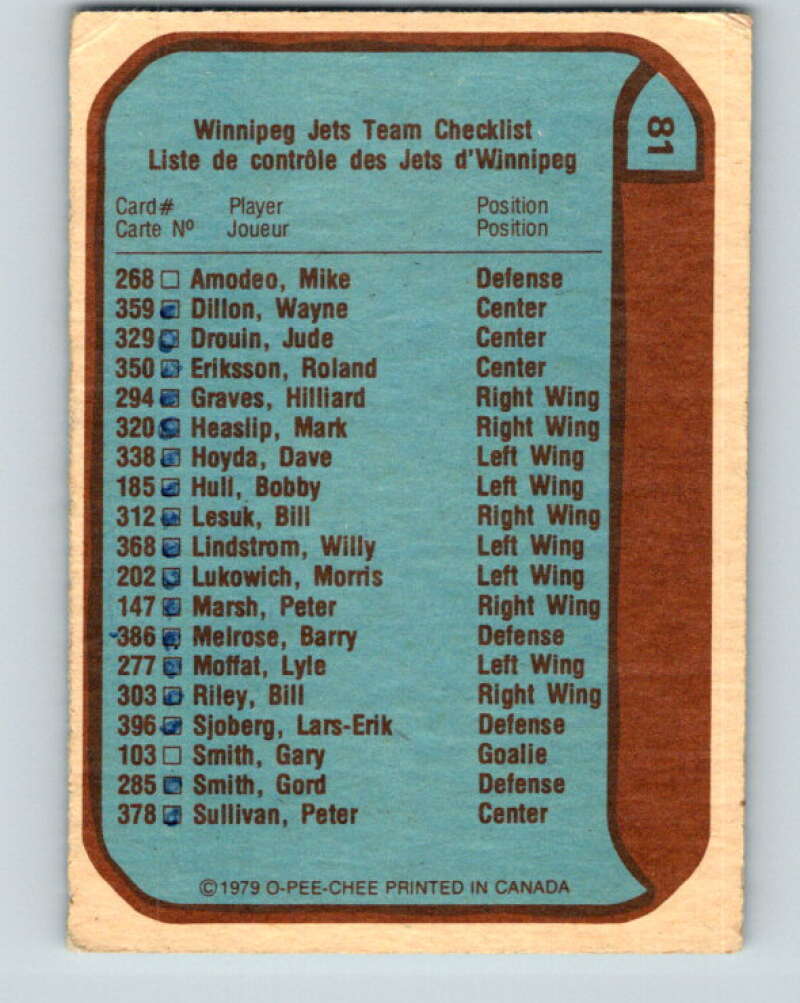 81
Winnipeg Jets Team Checklist
Liste de contrôle des Jets d'Winnipeg
Card# Player Position
Carte Nº Joueur Position
268 Amodeo, Mike Defense
359 Dillon, Wayne Center
329 Drouin, Jude Center
350 Eriksson, Roland Center
294 Graves, Hilliard Right Wing
320 Heaslip, Mark Right Wing
338 Hoyda, Dave Left Wing
185 Hull, Bobby Left Wing
312 Lesuk, Bill Right Wing
368 Lindstrom, Willy Left Wing
202 Lukowich, Morris Left Wing
147 Marsh, Peter Right Wing
386 Melrose, Barry Defense
277 Moffat, Lyle Left Wing
303 Riley, Bill Right Wing
396 Sjoberg, Lars-Erik Defense
103 Smith, Gary Goalie
285 Smith, Gord Defense
378 Sullivan, Peter Center
©1979 O-PEE-CHEE PRINTED IN CANADA